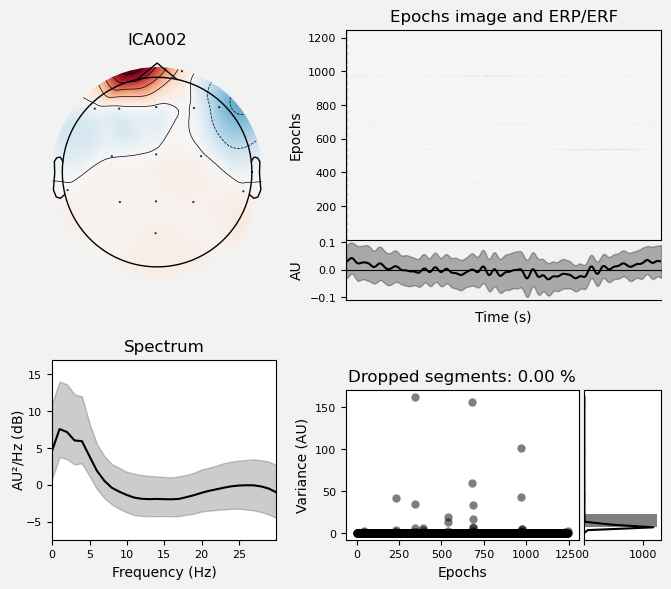 ICA002
Epochs image and ERP/ERF
1200
1000
800
600
400
200
Epochs
0.1
0.0
−0.1
AU
Time (s)
Spectrum
15
10
5
0
−5
AU²/Hz (dB)
0 5 10 15 20 25
Frequency (Hz)
Dropped segments: 0.00 %
150
100
50
0
Variance (AU)
0 250 500 750 1000 12500 1000
Epochs